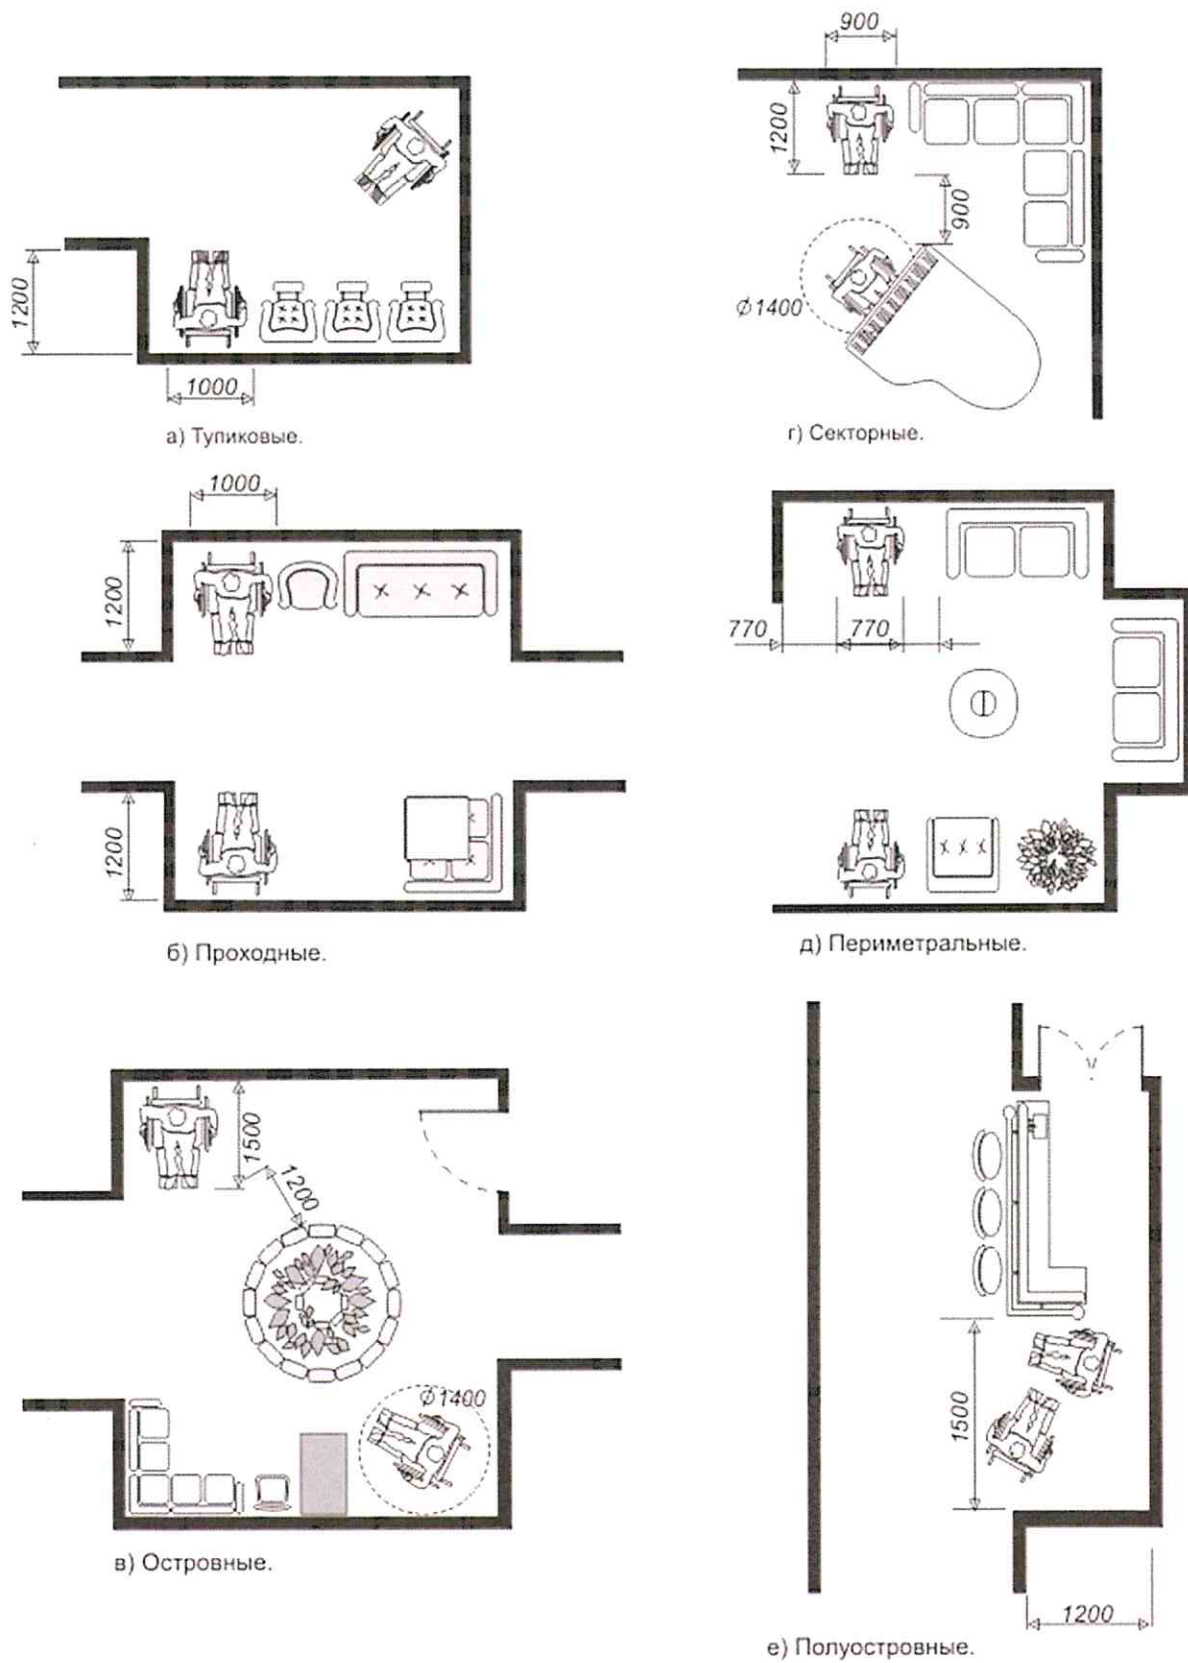 1200
1000
а) Тупиковые.
900
1200
900
Ø1400
г) Секторные.
1000
1200
1200
б) Проходные.
770
770
д) Периметральные.
1500
1200
Ø1400
в) Островные.
1500
1200
е) Полуостровные.